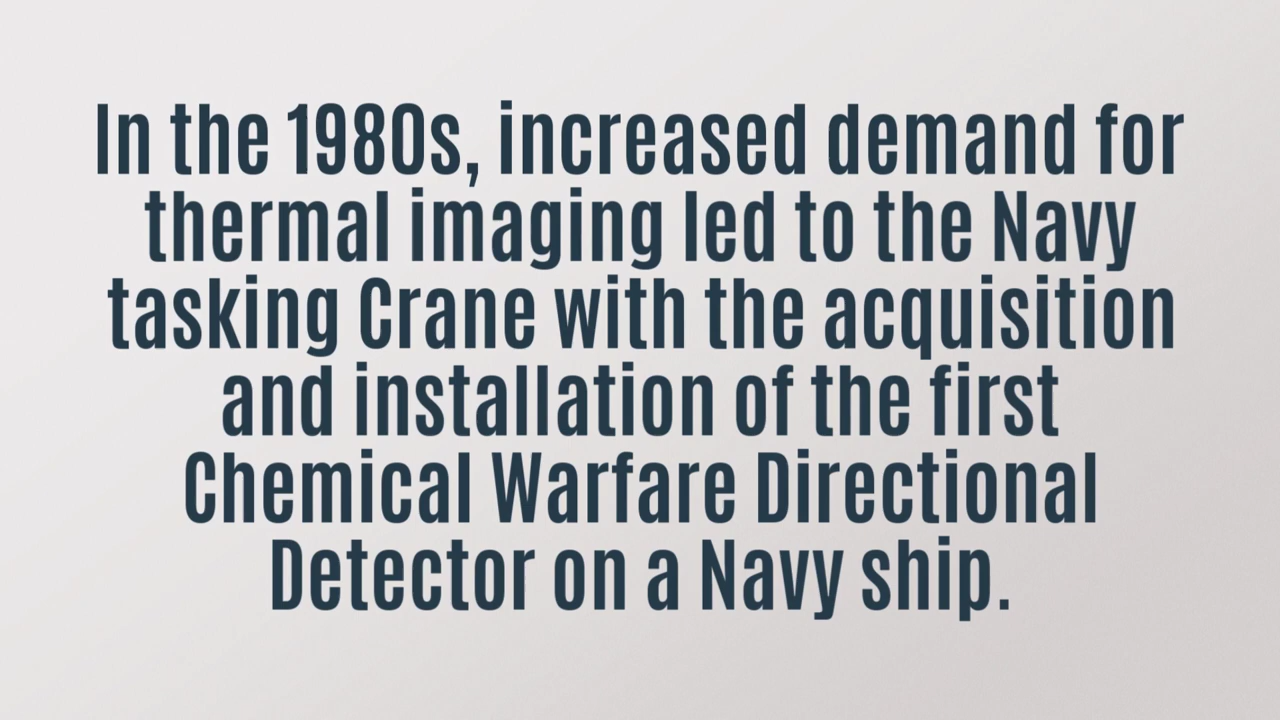 In the 1980s, increased demand for
thermal imaging led to the Navy
tasking Crane with the acquisition
and installation of the first
Chemical Warfare Directional
Detector on a Navy ship.